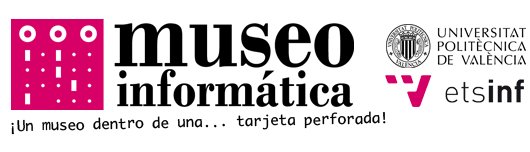 museo
informática
¡Un museo dentro de una... tarjeta perforada!
UNIVERSITAT
POLITÈCNICA
DE VALÈNCIA
etsinf